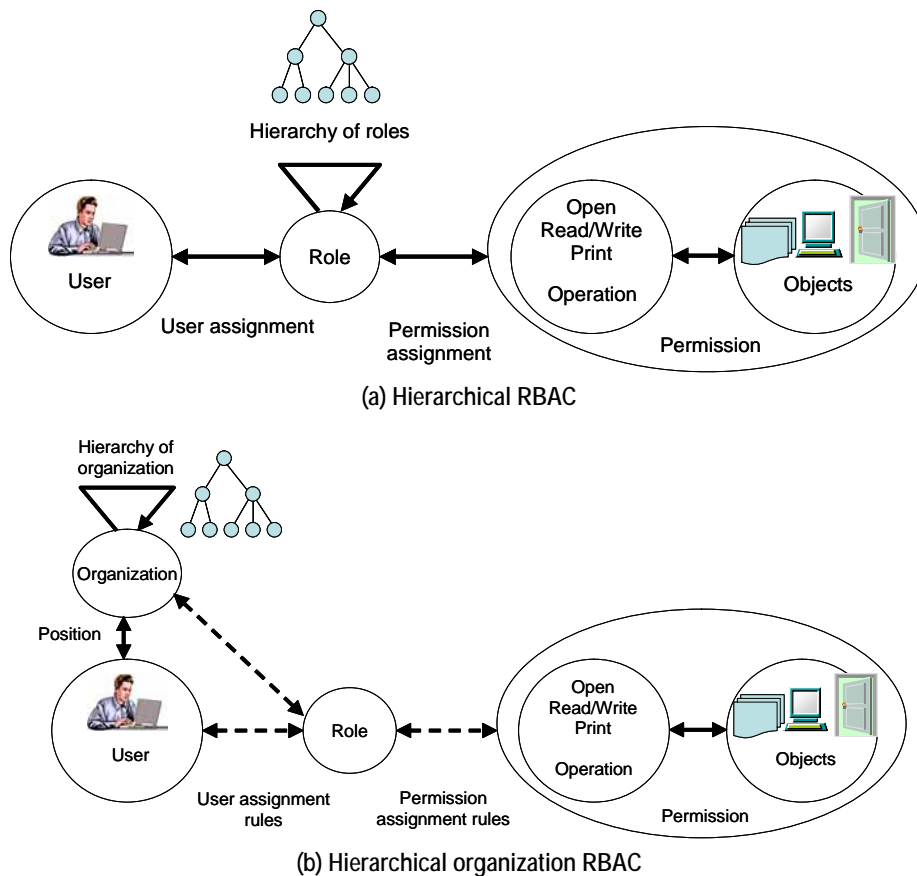 Hierarchy of roles
User
Role
Open
Read/Write
Print
Operation
Objects
User assignment
Permission
assignment
Permission
(a) Hierarchical RBAC
Hierarchy of
organization
Organization
Position
User
Role
Open
Read/Write
Print
Operation
Objects
User assignment
rules
Permission
assignment rules
Permission
(b) Hierarchical organization RBAC